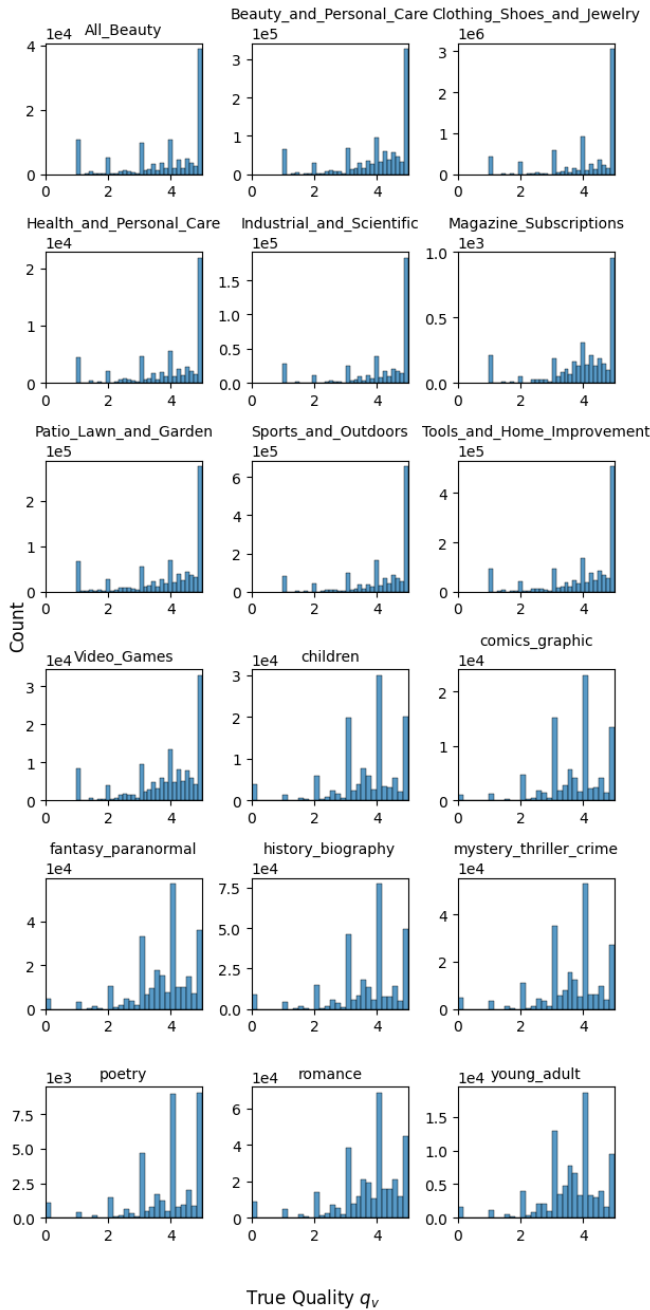 All_Beauty
Beauty_and_Personal_Care
Clothing_Shoes_and_Jewelry
1e4
4
2
0
0 2 4
1e5
3
2
1
0
0 2 4
1e6
3
2
1
0
0 2 4
Health_and_Personal_Care
Industrial_and_Scientific
Magazine_Subscriptions
1e4
2
1
0
0 2 4
1e5
1.5
1.0
0.5
0.0
0 2 4
1e3
1.0
0.5
0.0
0 2 4
Patio_Lawn_and_Garden
Sports_and_Outdoors
Tools_and_Home_Improvement
1e5
2
1
0
0 2 4
1e5
6
4
2
0
0 2 4
1e5
4
2
0
0 2 4
Count
Video_Games
children
comics_graphic
1e4
3
2
1
0
0 2 4
1e4
3
2
1
0
0 2 4
1e4
2
1
0
0 2 4
fantasy_paranormal
history_biography
mystery_thriller_crime
1e4
4
2
0
0 2 4
1e4
7.5
5.0
2.5
0.0
0 2 4
1e4
4
2
0
0 2 4
poetry
romance
young_adult
1e3
7.5
5.0
2.5
0.0
0 2 4
1e4
6
4
2
0
0 2 4
1e4
1.5
1.0
0.5
0.0
0 2 4
True Quality q_v